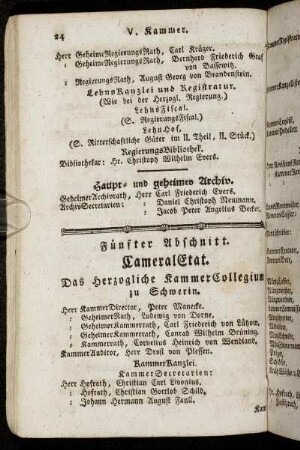 24
V. Kammer.
Herr GeheimeRegierungsRath, Carl Krüger.
: GeheimeRegierungsRath, Bernhard Friederich Graf
von Bassewitz.
: RegierungsRath, August Georg von Brandenstein.
LehnsKanzlei und Registratur.
(Wie bei der Herzogl. Regierung.)
LehnsFiscal.
(S. RegierungsFiscal.)
LehnHof,
(S. Ritterschaftliche Güter im II. Theil, II. Stück.)
RegierungsBibliothek.
Bibliothekar: Hr. Christoph Wilhelm Evers.
Haupt- und geheimes Archiv.
GeheimerArchivrath, Herr Carl Friederich Evers.
ArchivSecretarien: : Daniel Christoph Neumann.
: Jacob Peter Angelius Decker.
Fünfter Abschnitt.
CameralEtat.
Das Herzogliche KammerCollegium
zu Schwerin.
Herr KammerDirector, Peter Manecke.
: GeheimerRath, Ludewig von Dorne.
: GeheimerKammerrath, Carl Friederich von Lützow.
: GeheimerKammerrath, Conrad Wilhelm Brüning.
: Kammerrath, Cornelius Heinrich von Wendland.
KammerAuditor, Herr Drost von Plessen.
KammerKanzlei.
KammerSecretarien:
Herr Hofrath, Christian Carl Livonius.
: Hofrath, Christian Gottlob Schild,
: Johann Hermann August Faull.
Kam